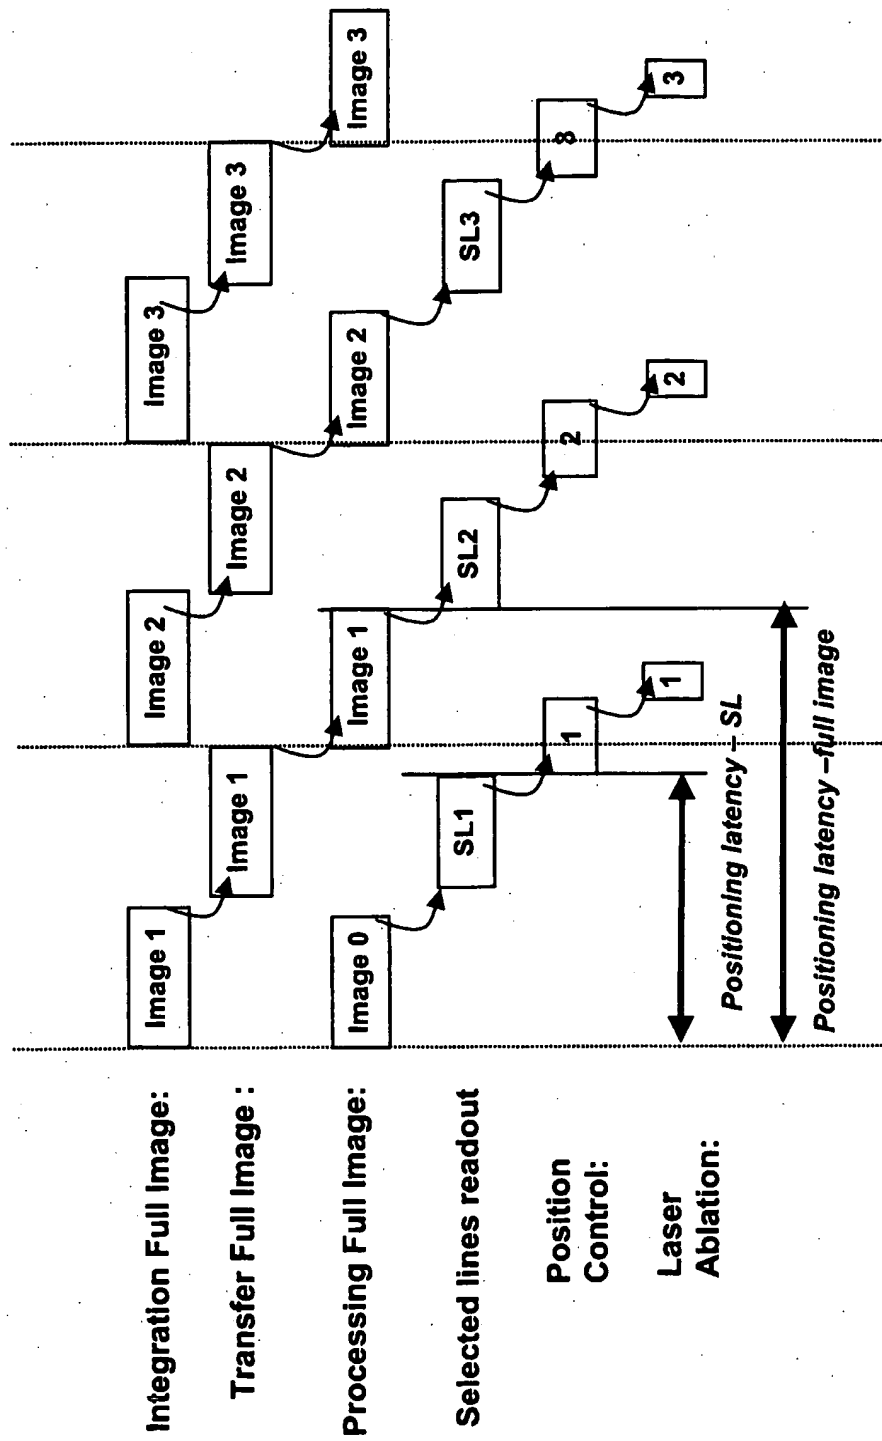 Integration Full Image:
Image 1
Image 2
Image 3
Transfer Full Image :
Image 1
Image 2
Image 3
Processing Full Image:
Image 0
Image 1
Image 2
Image 3
Selected lines readout
SL1
SL2
SL3
Position
Control:
1
2
8
Laser
Ablation:
1
2
3
Positioning latency – SL
Positioning latency –full image